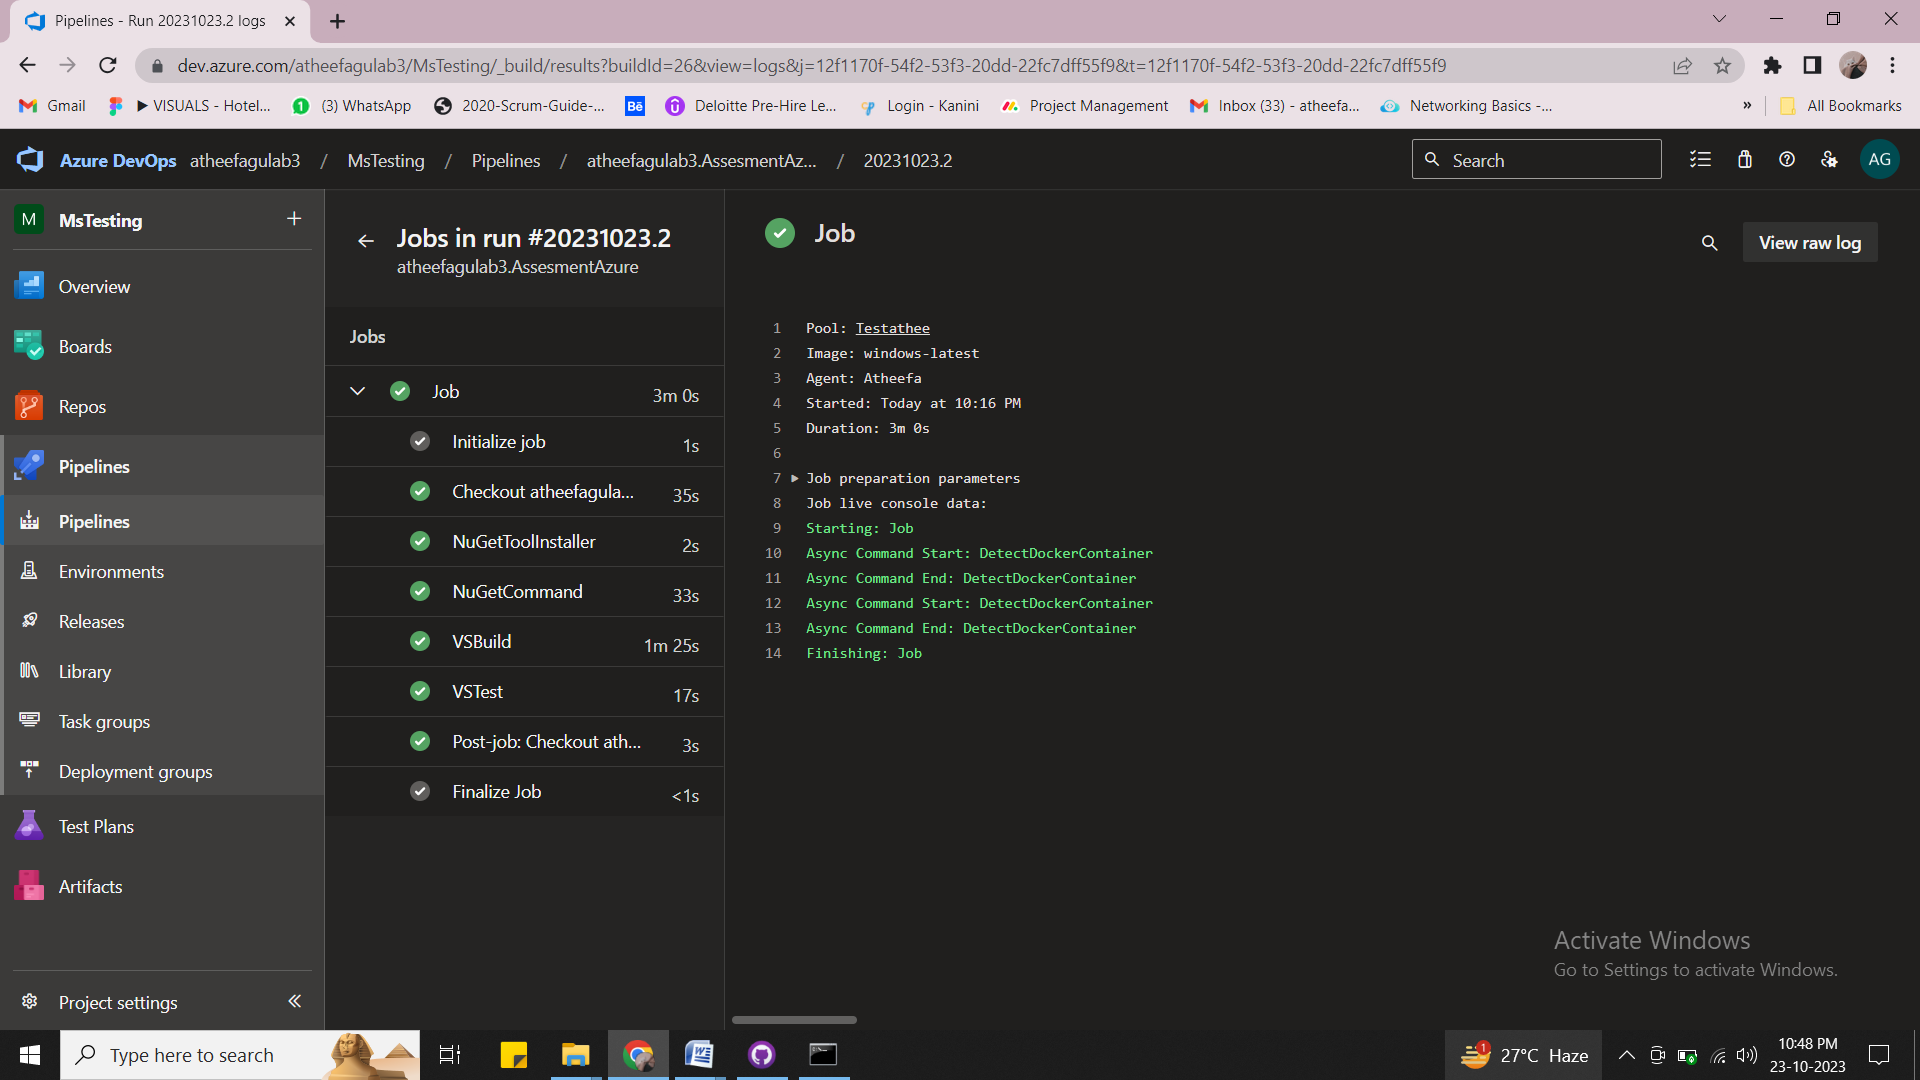 Pipelines - Run 20231023.2 logs
dev.azure.com/atheefagulab3/MsTesting/_build/results?buildId=26&view=logs&j=12f1170f-54f2-53f3-20dd-22fc7dff55f9&t=12f1170f-54f2-53f3-20dd-22fc7dff55f9
Gmail
▶ VISUALS - Hotel...
(3) WhatsApp
2020-Scrum-Guide-...
Bē
Deloitte Pre-Hire Le...
Login - Kanini
Project Management
Inbox (33) - atheefa...
Networking Basics -...
»
All Bookmarks
Azure DevOps atheefagulab3 / MsTesting / Pipelines / atheefagulab3.AssesmentAz... / 20231023.2
Search
AG
M MsTesting
Overview
Boards
Repos
Pipelines
Pipelines
Environments
Releases
Library
Task groups
Deployment groups
Test Plans
Artifacts
Project settings
Jobs in run #20231023.2
atheefagulab3.AssesmentAzure
Jobs
Job 3m 0s
Initialize job 1s
Checkout atheefagula... 35s
NuGetToolInstaller 2s
NuGetCommand 33s
VSBuild 1m 25s
VSTest 17s
Post-job: Checkout ath... 3s
Finalize Job <1s
Job
View raw log
1 Pool: Testathee
2 Image: windows-latest
3 Agent: Atheefa
4 Started: Today at 10:16 PM
5 Duration: 3m 0s
6
7 Job preparation parameters
8 Job live console data:
9 Starting: Job
10 Async Command Start: DetectDockerContainer
11 Async Command End: DetectDockerContainer
12 Async Command Start: DetectDockerContainer
13 Async Command End: DetectDockerContainer
14 Finishing: Job
Activate Windows
Go to Settings to activate Windows.
Type here to search
1
27°C Haze
10:48 PM
23-10-2023